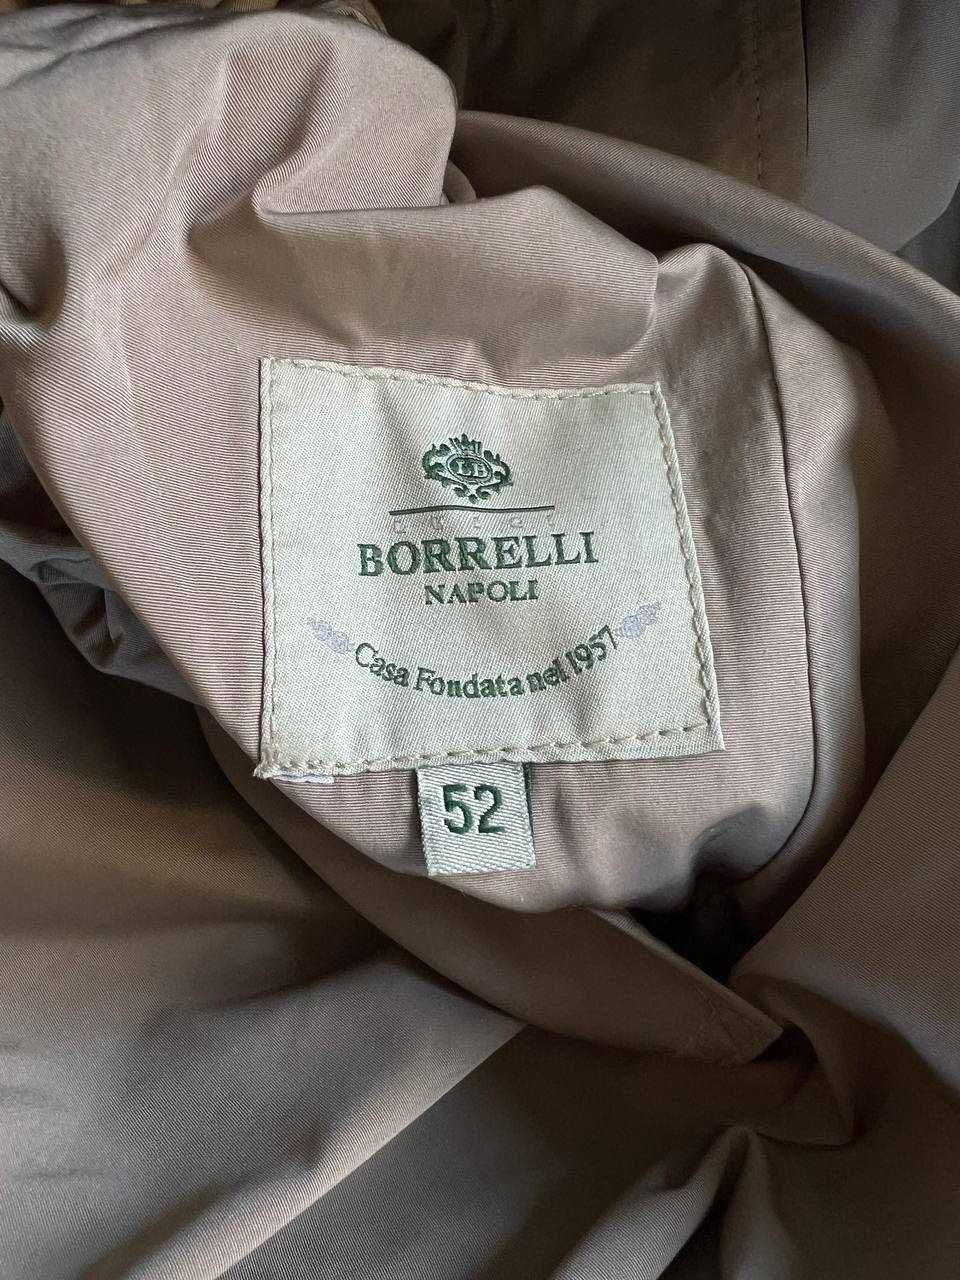 LB
BORRELLI
NAPOLI
Casa Fondata nel 1957
52